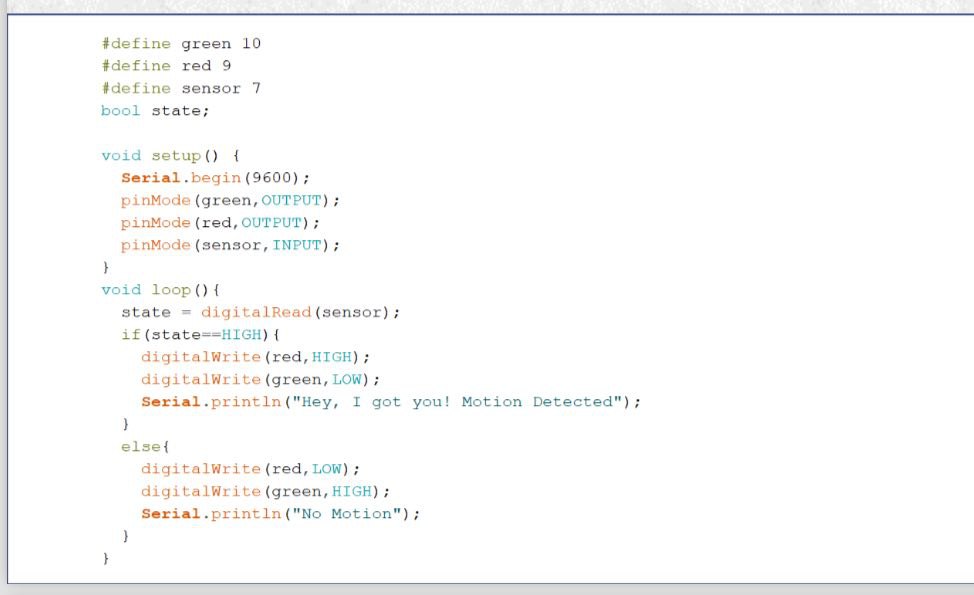 #define green 10
#define red 9
#define sensor 7
bool state;
void setup() {
Serial.begin(9600);
pinMode(green,OUTPUT);
pinMode(red,OUTPUT);
pinMode(sensor,INPUT);
}
void loop(){
state = digitalRead(sensor);
if(state==HIGH){
digitalWrite(red,HIGH);
digitalWrite(green,LOW);
Serial.println("Hey, I got you! Motion Detected");
}
else{
digitalWrite(red,LOW);
digitalWrite(green,HIGH);
Serial.println("No Motion");
}
}